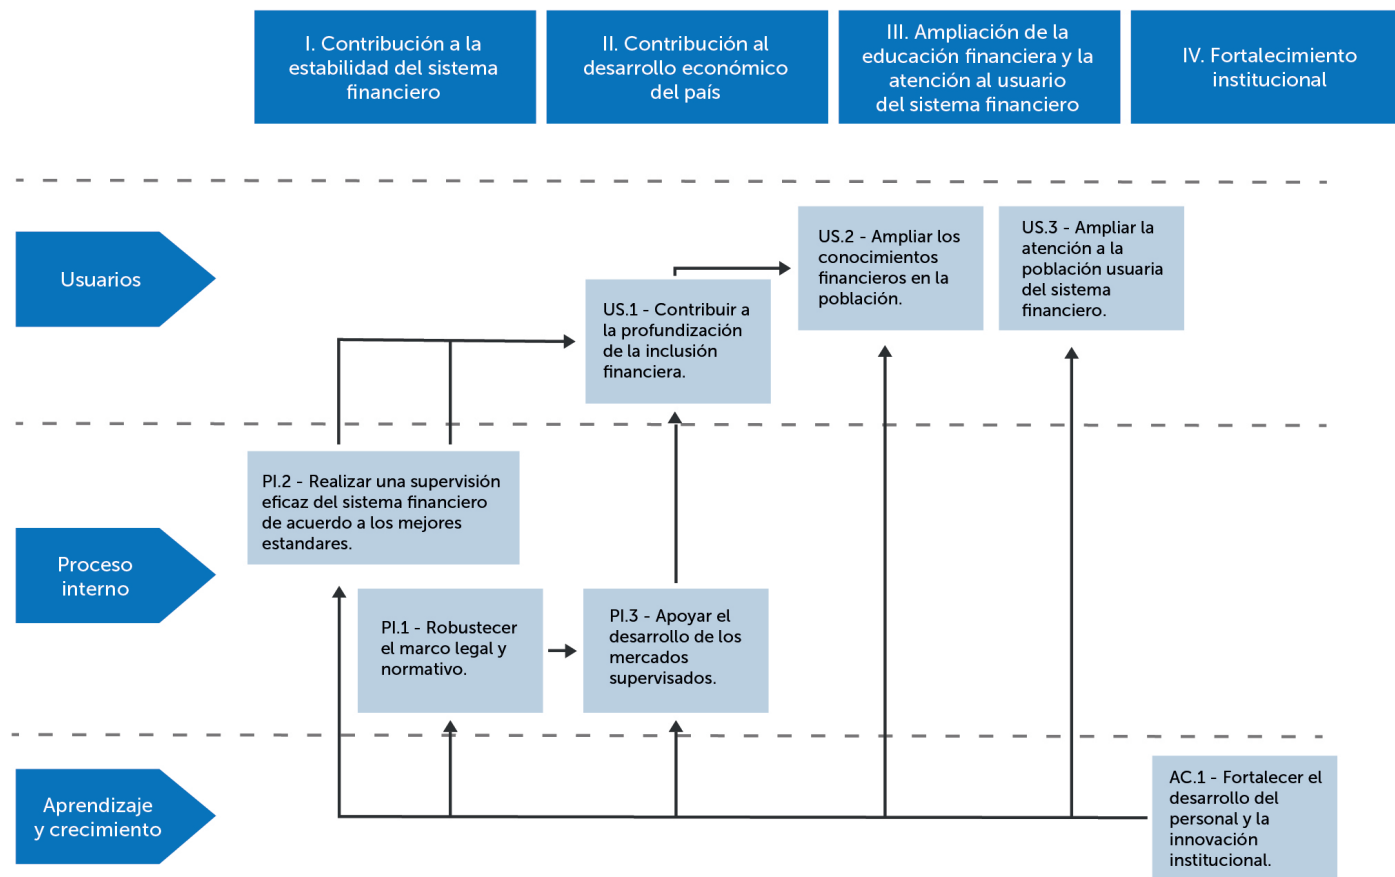 I. Contribución a la
estabilidad del sistema
financiero
II. Contribución al
desarrollo económico
del país
III. Ampliación de la
educación financiera y la
atención al usuario
del sistema financiero
IV. Fortalecimiento
institucional
Usuarios
US.1 - Contribuir a
la profundización
de la inclusión
financiera.
US.2 - Ampliar los
conocimientos
financieros en la
población.
US.3 - Ampliar la
atención a la
población usuaria
del sistema
financiero.
Proceso
interno
PI.2 - Realizar una supervisión
eficaz del sistema financiero
de acuerdo a los mejores
estandares.
PI.1 - Robustecer
el marco legal y
normativo.
PI.3 - Apoyar el
desarrollo de los
mercados
supervisados.
Aprendizaje
y crecimiento
AC.1 - Fortalecer el
desarrollo del
personal y la
innovación
institucional.